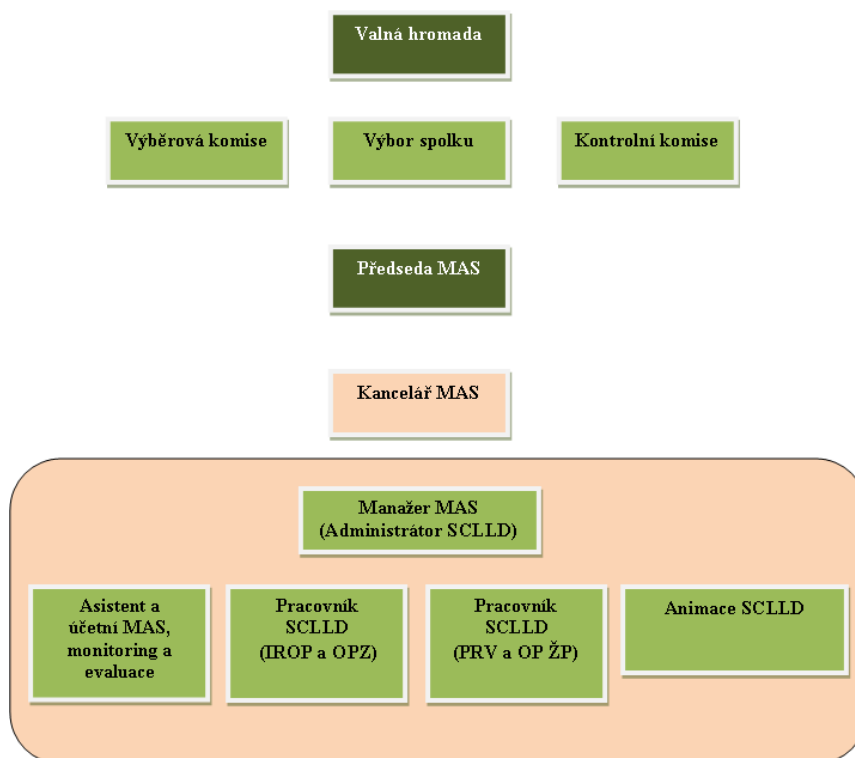 Valná hromada
Výběrová komise
Výbor spolku
Kontrolní komise
Předseda MAS
Kancelář MAS
Manažer MAS
(Administrátor SCLLD)
Asistent a
účetní MAS,
monitoring a
evaluace
Pracovník
SCLLD
(IROP a OPZ)
Pracovník
SCLLD
(PRV a OP ŽP)
Animace SCLLD